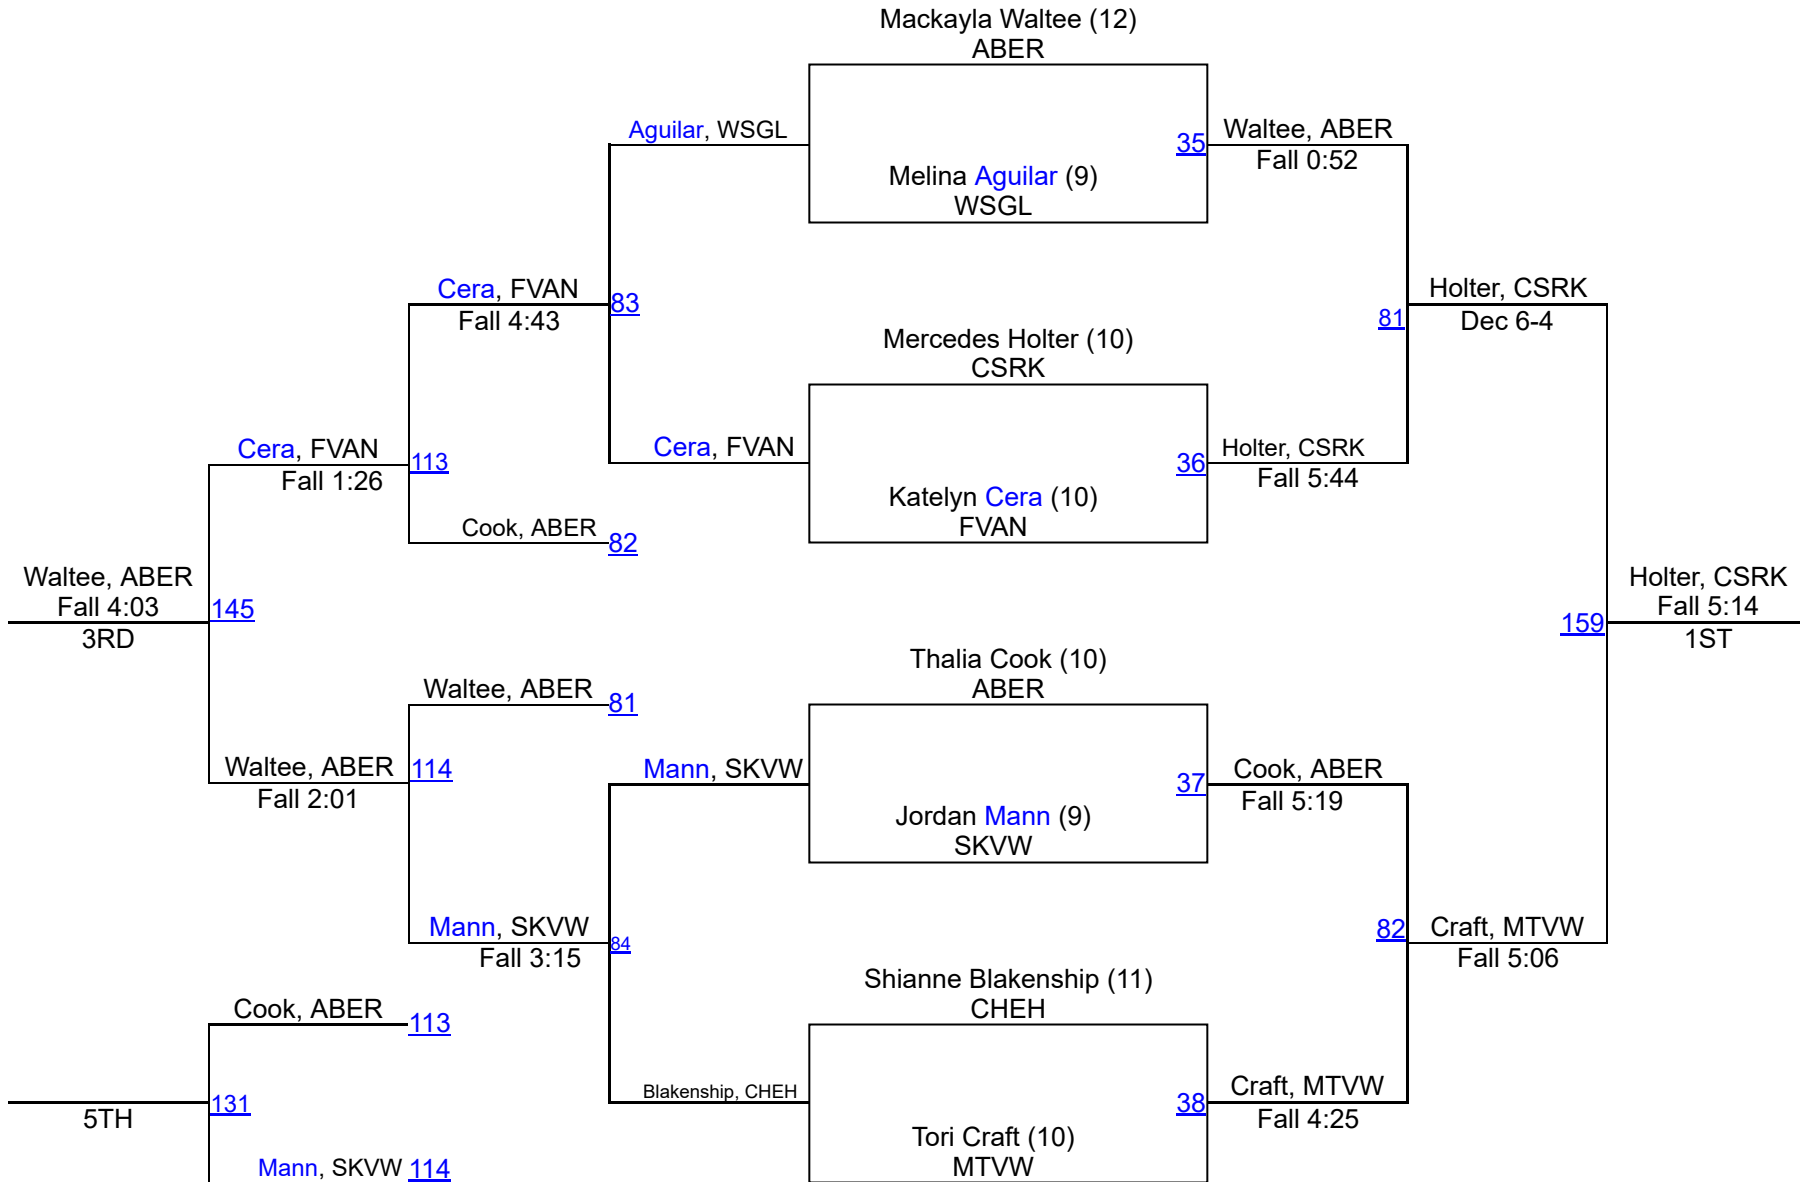 Mackayla Waltee (12)
ABER
Aguilar, WSGL
35
Waltee, ABER
Fall 0:52
Melina Aguilar (9)
WSGL
Cera, FVAN
Fall 4:43
83
Holter, CSRK
Dec 6-4
81
Mercedes Holter (10)
CSRK
Cera, FVAN
Fall 1:26
113
Cera, FVAN
36
Holter, CSRK
Fall 5:44
Katelyn Cera (10)
FVAN
Cook, ABER
82
Waltee, ABER
Fall 4:03
3RD
145
Holter, CSRK
Fall 5:14
1ST
159
Thalia Cook (10)
ABER
Waltee, ABER
81
Waltee, ABER
Fall 2:01
114
Mann, SKVW
37
Cook, ABER
Fall 5:19
Jordan Mann (9)
SKVW
Mann, SKVW
Fall 3:15
84
82
Craft, MTVW
Fall 5:06
Shianne Blakenship (11)
CHEH
Cook, ABER
113
Blakenship, CHEH
38
Craft, MTVW
Fall 4:25
5TH
131
Tori Craft (10)
MTVW
Mann, SKVW 114